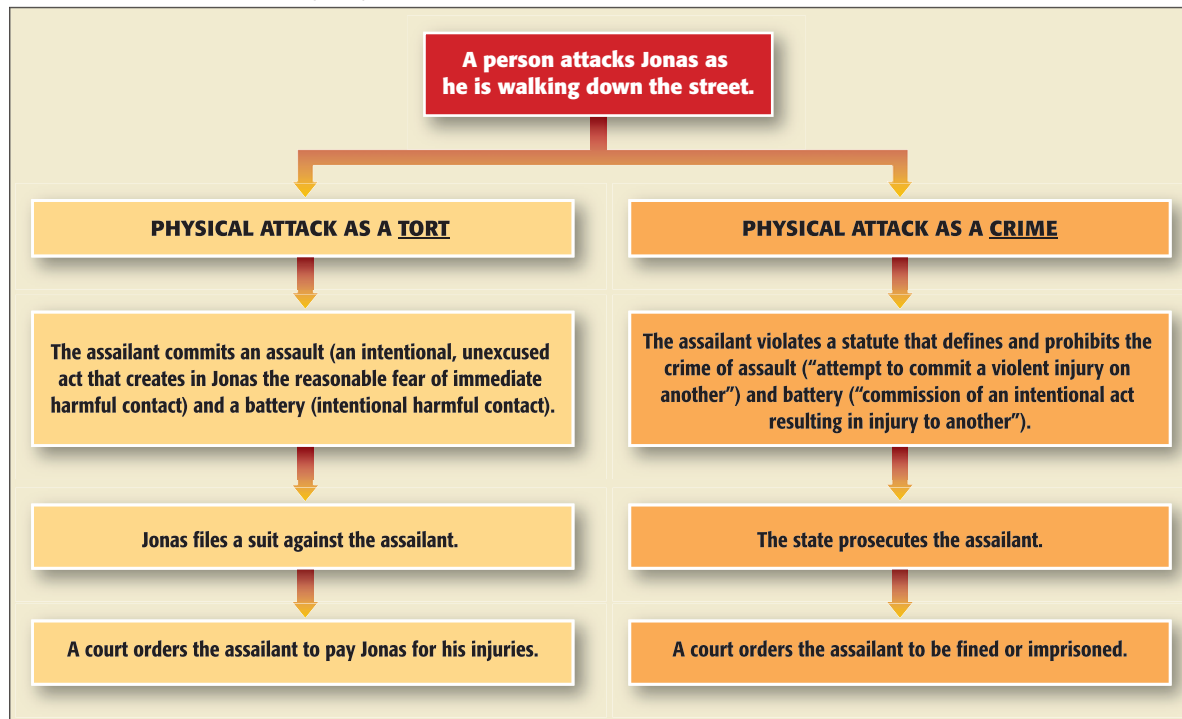 A person attacks Jonas as
he is walking down the street.
PHYSICAL ATTACK AS A TORT
The assailant commits an assault (an intentional, unexcused
act that creates in Jonas the reasonable fear of immediate
harmful contact) and a battery (intentional harmful contact).
Jonas files a suit against the assailant.
A court orders the assailant to pay Jonas for his injuries.
PHYSICAL ATTACK AS A CRIME
The assailant violates a statute that defines and prohibits the
crime of assault (“attempt to commit a violent injury on
another”) and battery (“commission of an intentional act
resulting in injury to another”).
The state prosecutes the assailant.
A court orders the assailant to be fined or imprisoned.